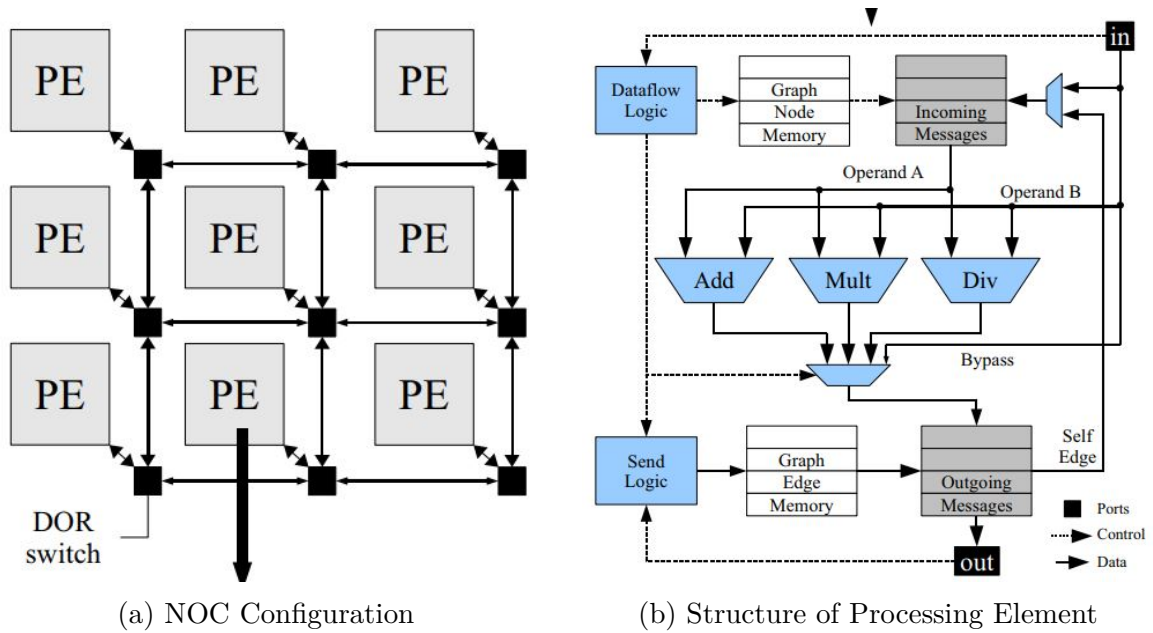 PE PE PE
PE PE PE
PE PE PE
DOR
switch
(a) NOC Configuration
in
Dataflow
Logic
Graph
Node
Memory
Incoming
Messages
Operand A
Operand B
Add Mult Div
Bypass
Send
Logic
Graph
Edge
Memory
Outgoing
Messages
Self
Edge
out
Ports
Control
Data
(b) Structure of Processing Element